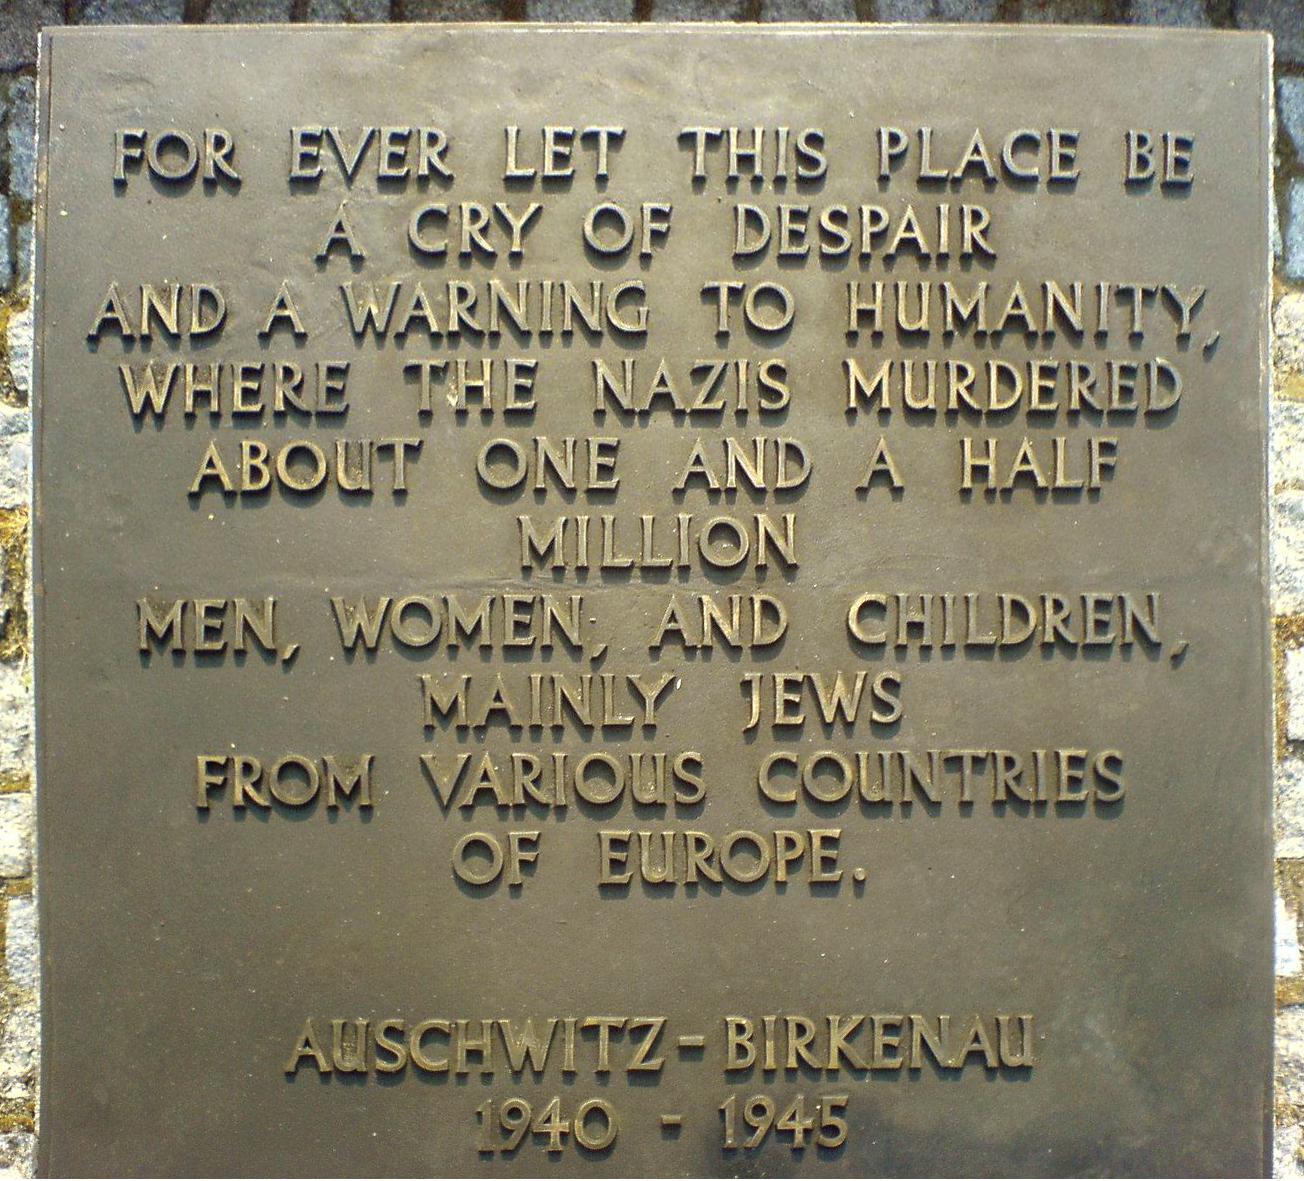 FOR EVER LET THIS PLACE BE
A CRY OF DESPAIR
AND A WARNING TO HUMANITY,
WHERE THE NAZIS MURDERED
ABOUT ONE AND A HALF
MILLION
MEN, WOMEN, AND CHILDREN,
MAINLY JEWS
FROM VARIOUS COUNTRIES
OF EUROPE.
AUSCHWITZ-BIRKENAU
1940 - 1945